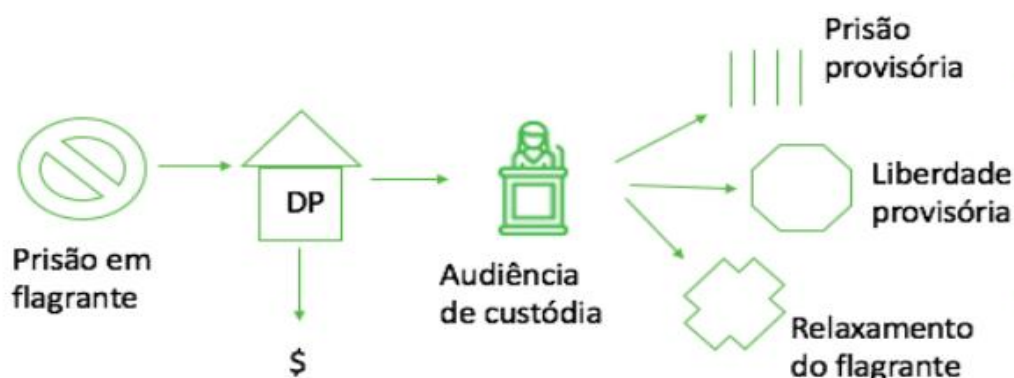 Prisão
provisória
DP
Liberdade
provisória
Prisão em
flagrante
Audiência
de custódia
Relaxamento
do flagrante
$